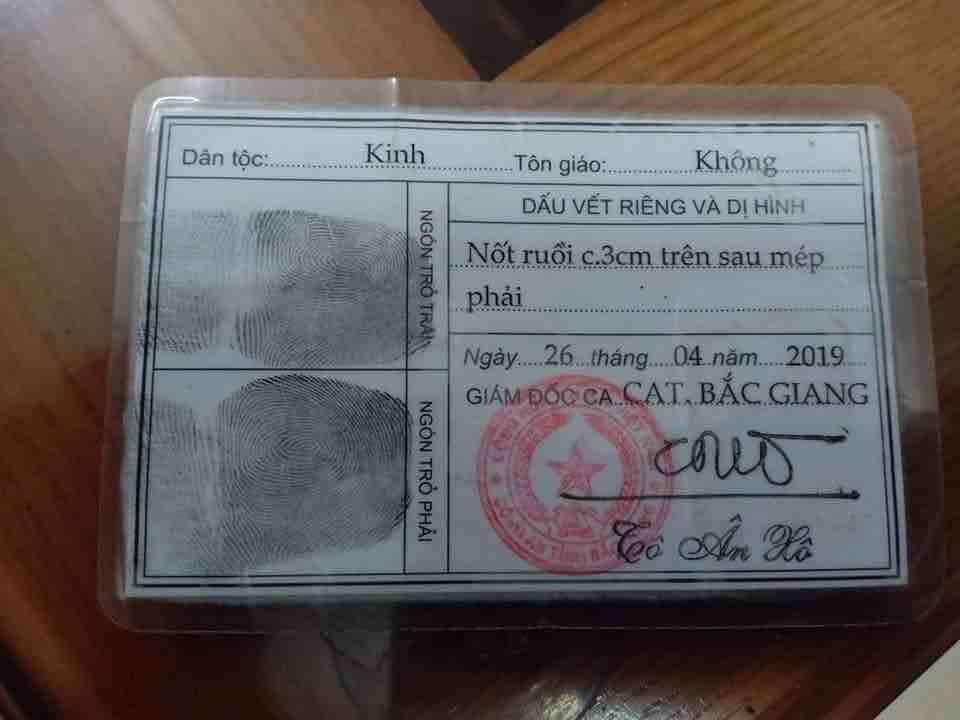 Dân tộc: Kinh Tôn giáo: Không
NGÓN TRỎ TRÁI
DẤU VẾT RIÊNG VÀ DỊ HÌNH
Nốt ruồi c.3cm trên sau mép
phải
Ngày 26 tháng 04 năm 2019
GIÁM ĐỐC CA CAT. BẮC GIANG
NGÓN TRỎ PHẢI
Tô Ân Xô